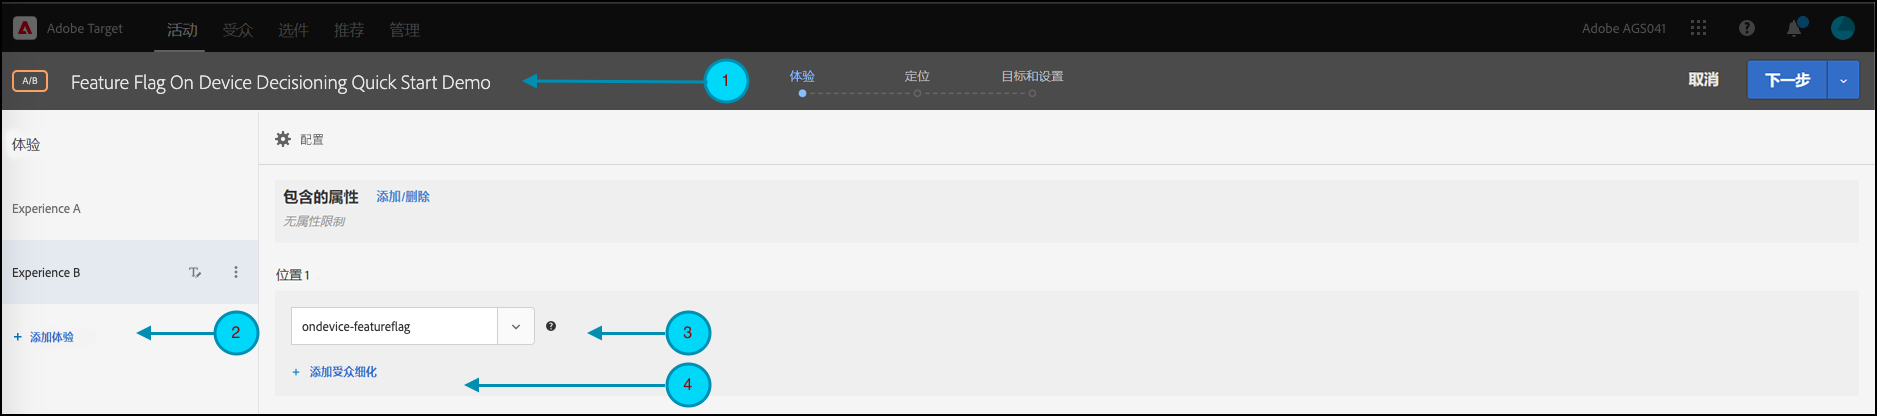 Adobe Target 活动 受众 选件 推荐 管理 Adobe AGS041
A/B Feature Flag On Device Decisioning Quick Start Demo 1 体验 定位 目标和设置 取消 下一步
体验
配置
包含的属性 添加/删除
无属性限制
Experience A
Experience B
位置 1
+ 添加体验 2
ondevice-featureflag 3
+ 添加受众细化 4